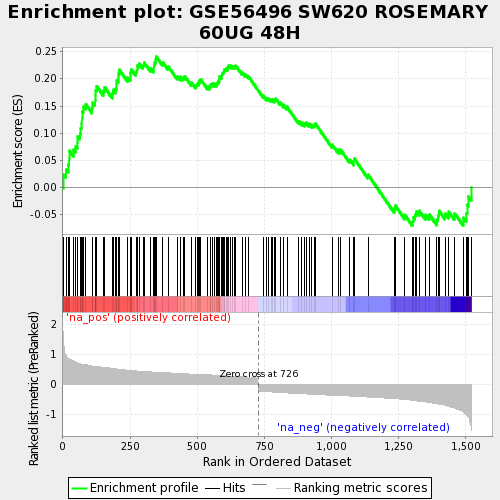 Enrichment plot: GSE56496 SW620 ROSEMARY
60UG 48H
Enrichment score (ES)
0.25
0.20
0.15
0.10
0.05
0.00
-0.05
'na_pos' (positively correlated)
Ranked list metric (PreRanked)
2
1
0
-1
Zero cross at 726
'na_neg' (negatively correlated)
0
250
500
750
1,000
1,250
1,500
Rank in Ordered Dataset
Enrichment profile
Hits
Ranking metric scores